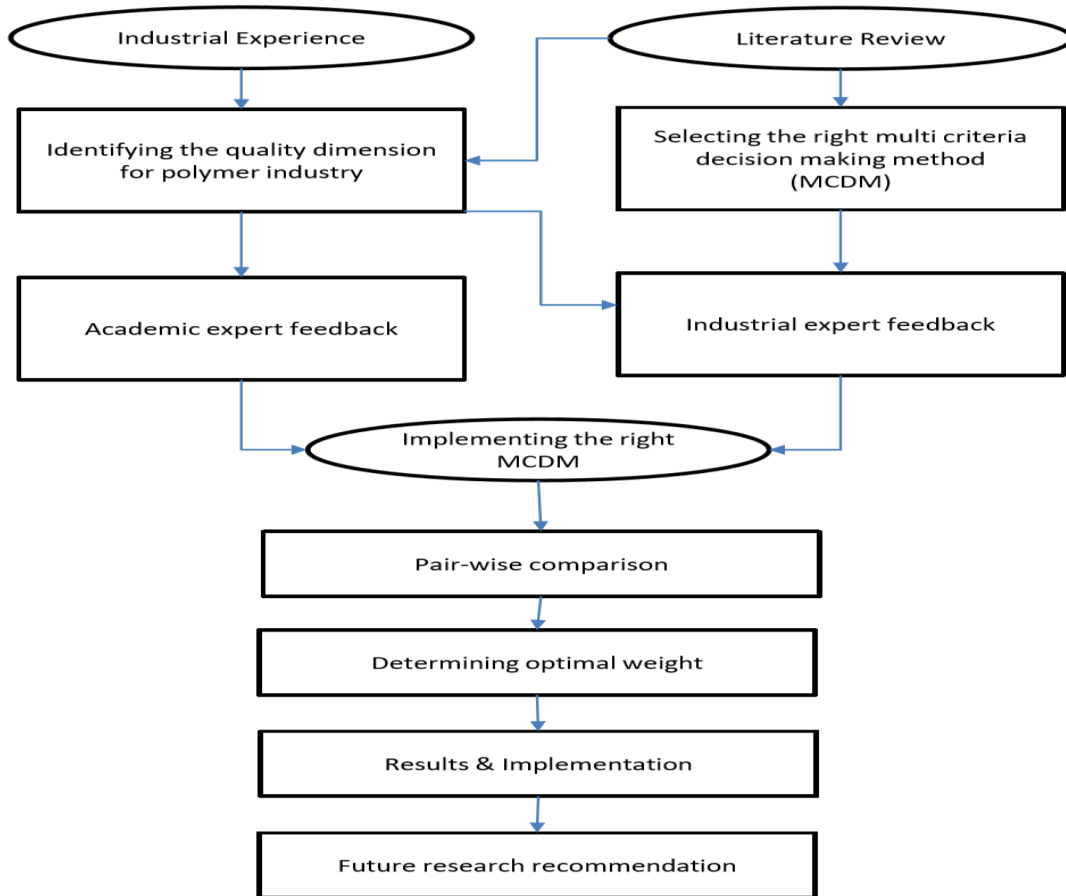 Industrial Experience
Literature Review
Identifying the quality dimension
for polymer industry
Selecting the right multi criteria
decision making method
(MCDM)
Academic expert feedback
Industrial expert feedback
Implementing the right
MCDM
Pair-wise comparison
Determining optimal weight
Results & Implementation
Future research recommendation